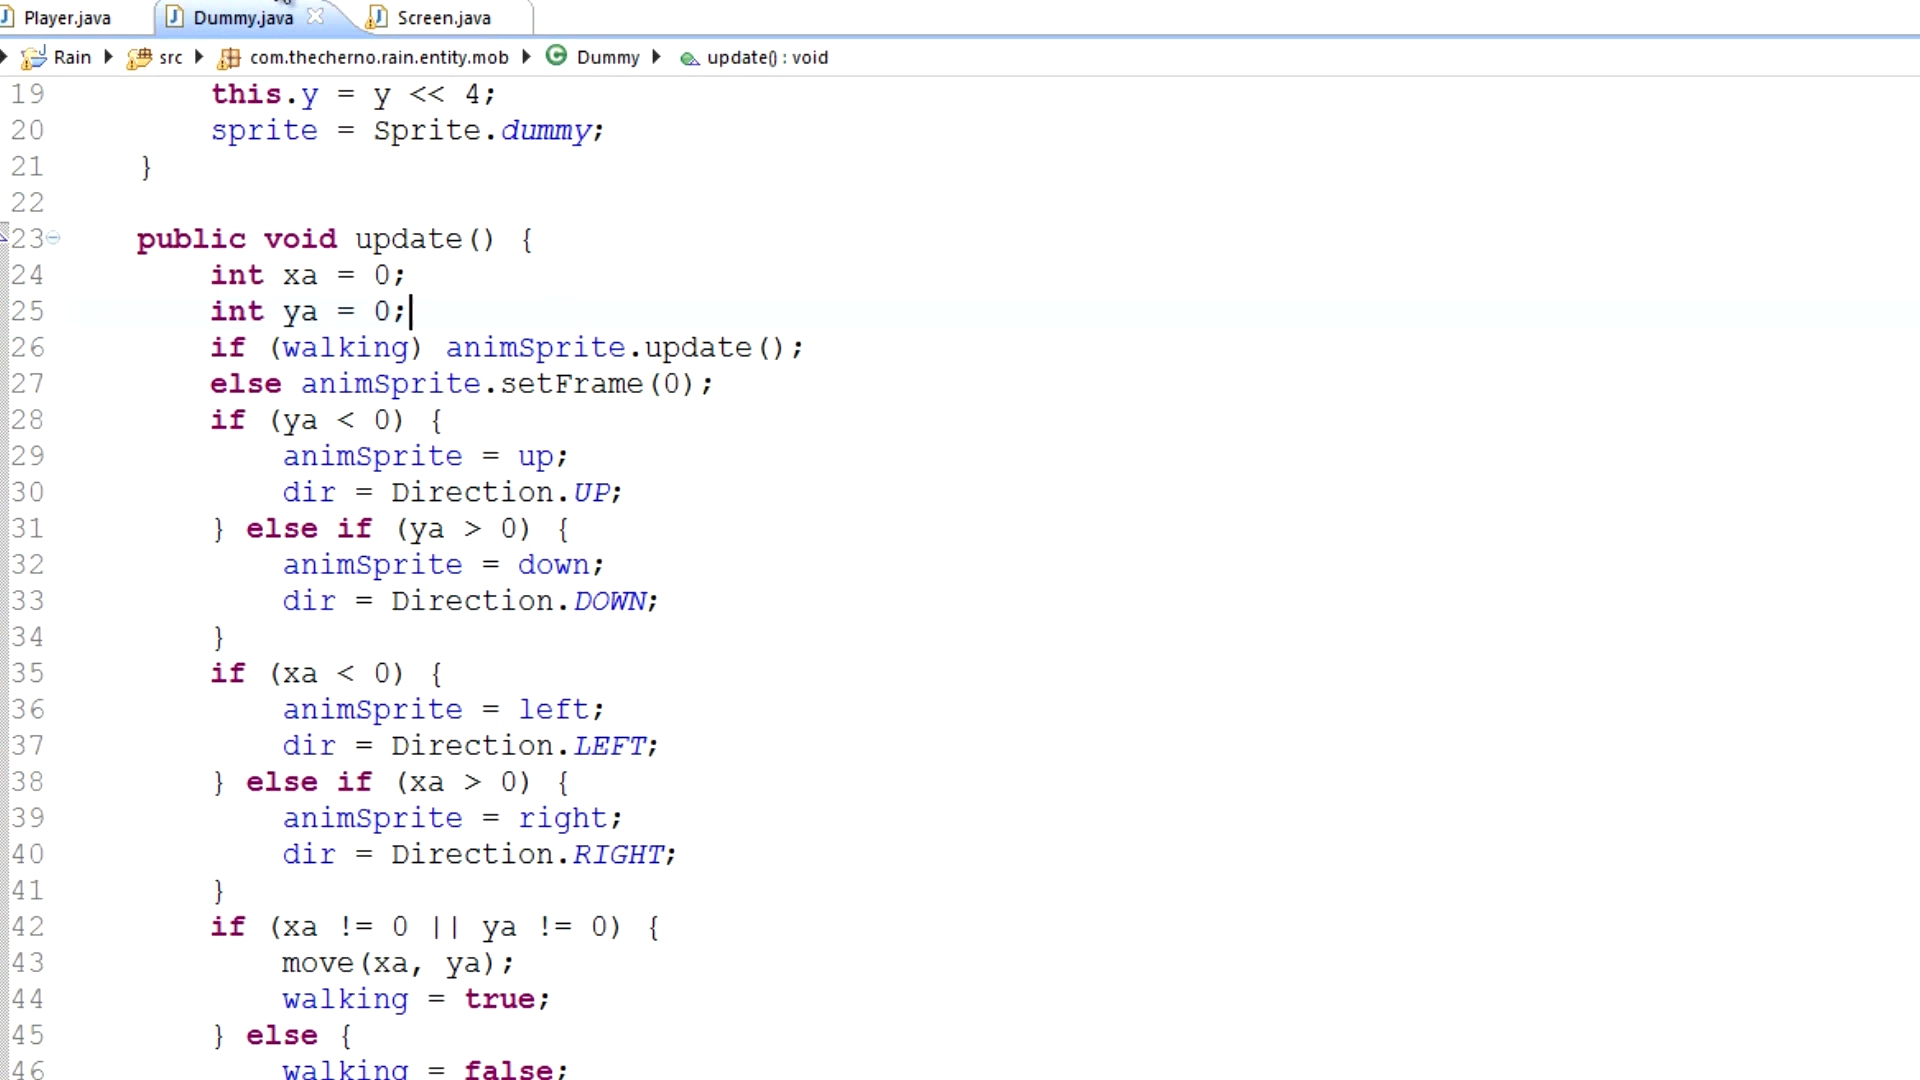 Player.java Dummy.java Screen.java
Rain src com.thecherno.rain.entity.mob Dummy update() : void
19 this.y = y << 4;
20 sprite = Sprite.dummy;
21 }
22
23 public void update() {
24 int xa = 0;
25 int ya = 0;
26 if (walking) animSprite.update();
27 else animSprite.setFrame(0);
28 if (ya < 0) {
29 animSprite = up;
30 dir = Direction.UP;
31 } else if (ya > 0) {
32 animSprite = down;
33 dir = Direction.DOWN;
34 }
35 if (xa < 0) {
36 animSprite = left;
37 dir = Direction.LEFT;
38 } else if (xa > 0) {
39 animSprite = right;
40 dir = Direction.RIGHT;
41 }
42 if (xa != 0 || ya != 0) {
43 move(xa, ya);
44 walking = true;
45 } else {
46 walking = false;